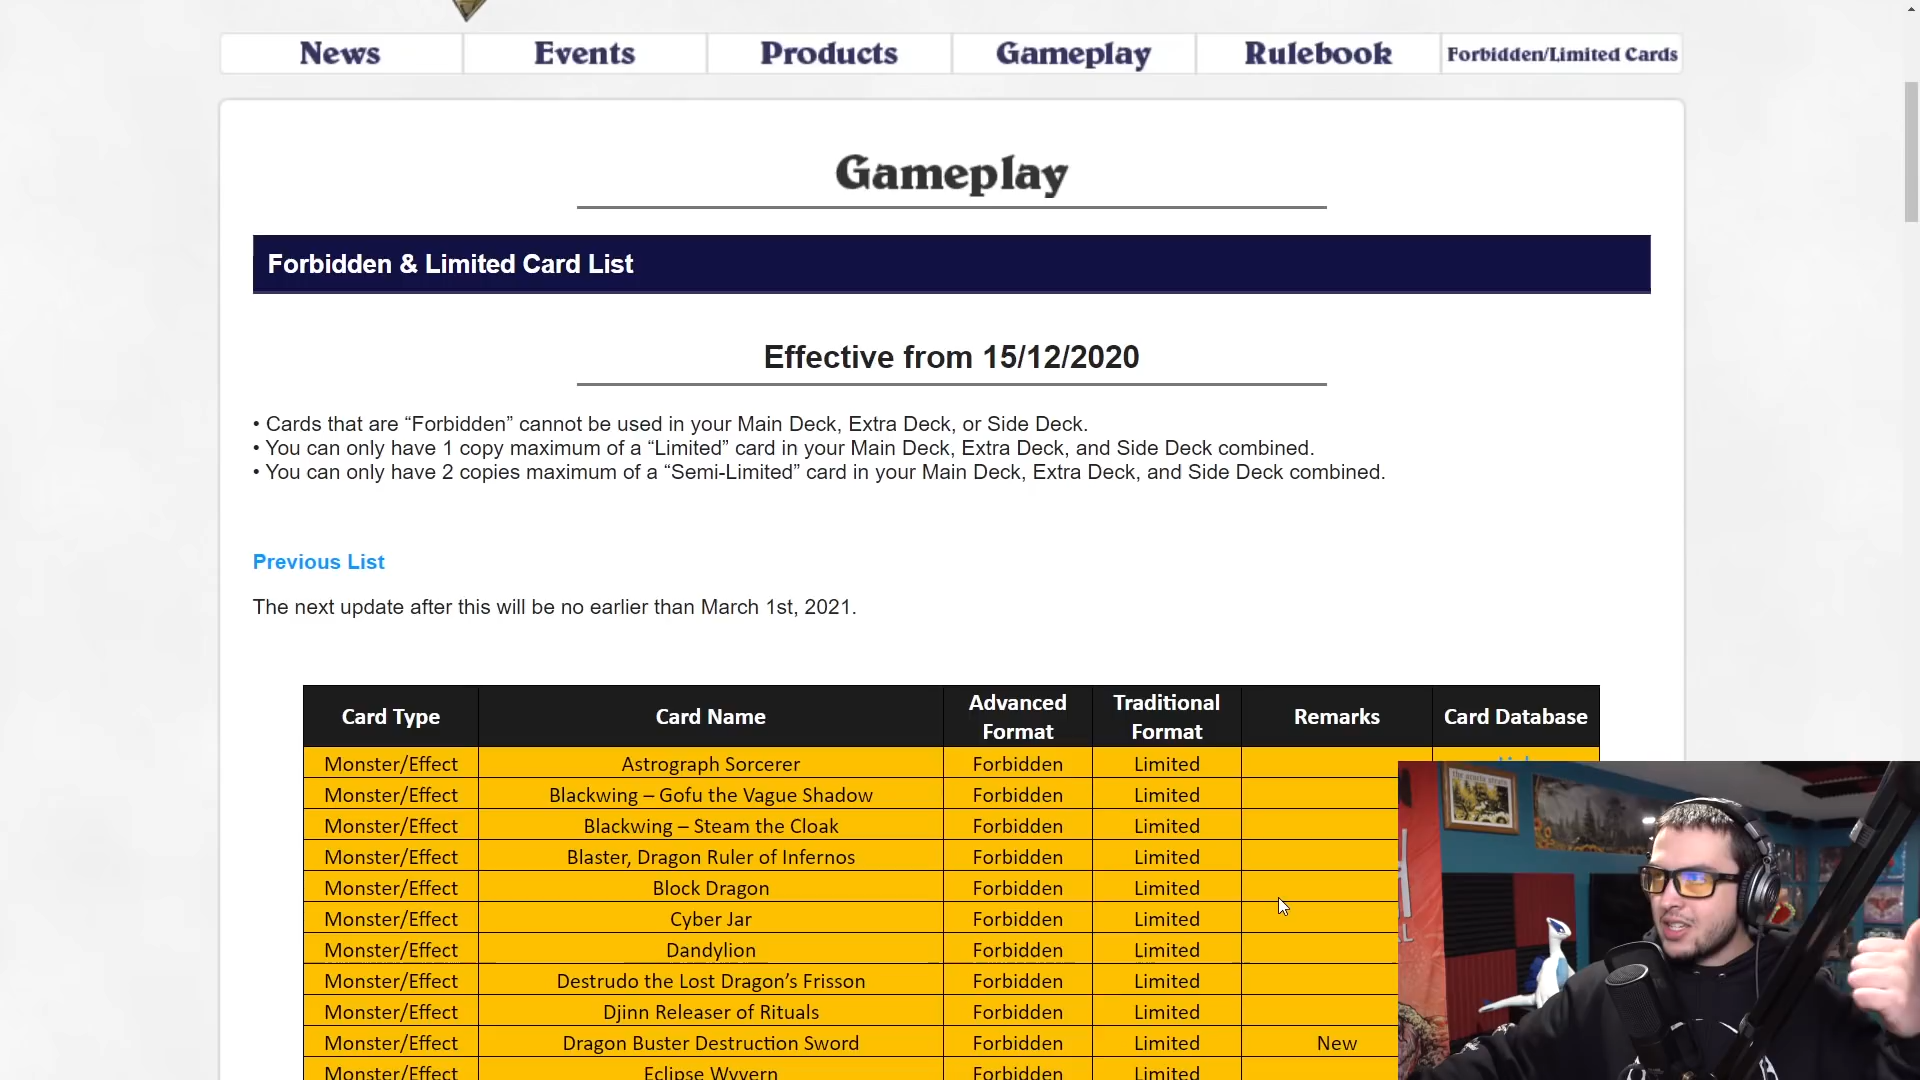 News Events Products Gameplay Rulebook Forbidden/Limited Cards
Gameplay
Forbidden & Limited Card List
Effective from 15/12/2020
• Cards that are “Forbidden” cannot be used in your Main Deck, Extra Deck, or Side Deck.
• You can only have 1 copy maximum of a “Limited” card in your Main Deck, Extra Deck, and Side Deck combined.
• You can only have 2 copies maximum of a “Semi-Limited” card in your Main Deck, Extra Deck, and Side Deck combined.
Previous List
The next update after this will be no earlier than March 1st, 2021.
Card Type Card Name Advanced Format Traditional Format Remarks Card Database
Monster/Effect Astrograph Sorcerer Forbidden Limited
Monster/Effect Blackwing – Gofu the Vague Shadow Forbidden Limited
Monster/Effect Blackwing – Steam the Cloak Forbidden Limited
Monster/Effect Blaster, Dragon Ruler of Infernos Forbidden Limited
Monster/Effect Block Dragon Forbidden Limited
Monster/Effect Cyber Jar Forbidden Limited
Monster/Effect Dandylion Forbidden Limited
Monster/Effect Destrudo the Lost Dragon’s Frisson Forbidden Limited
Monster/Effect Djinn Releaser of Rituals Forbidden Limited
Monster/Effect Dragon Buster Destruction Sword Forbidden Limited New
Monster/Effect Eclipse Wyvern Forbidden Limited